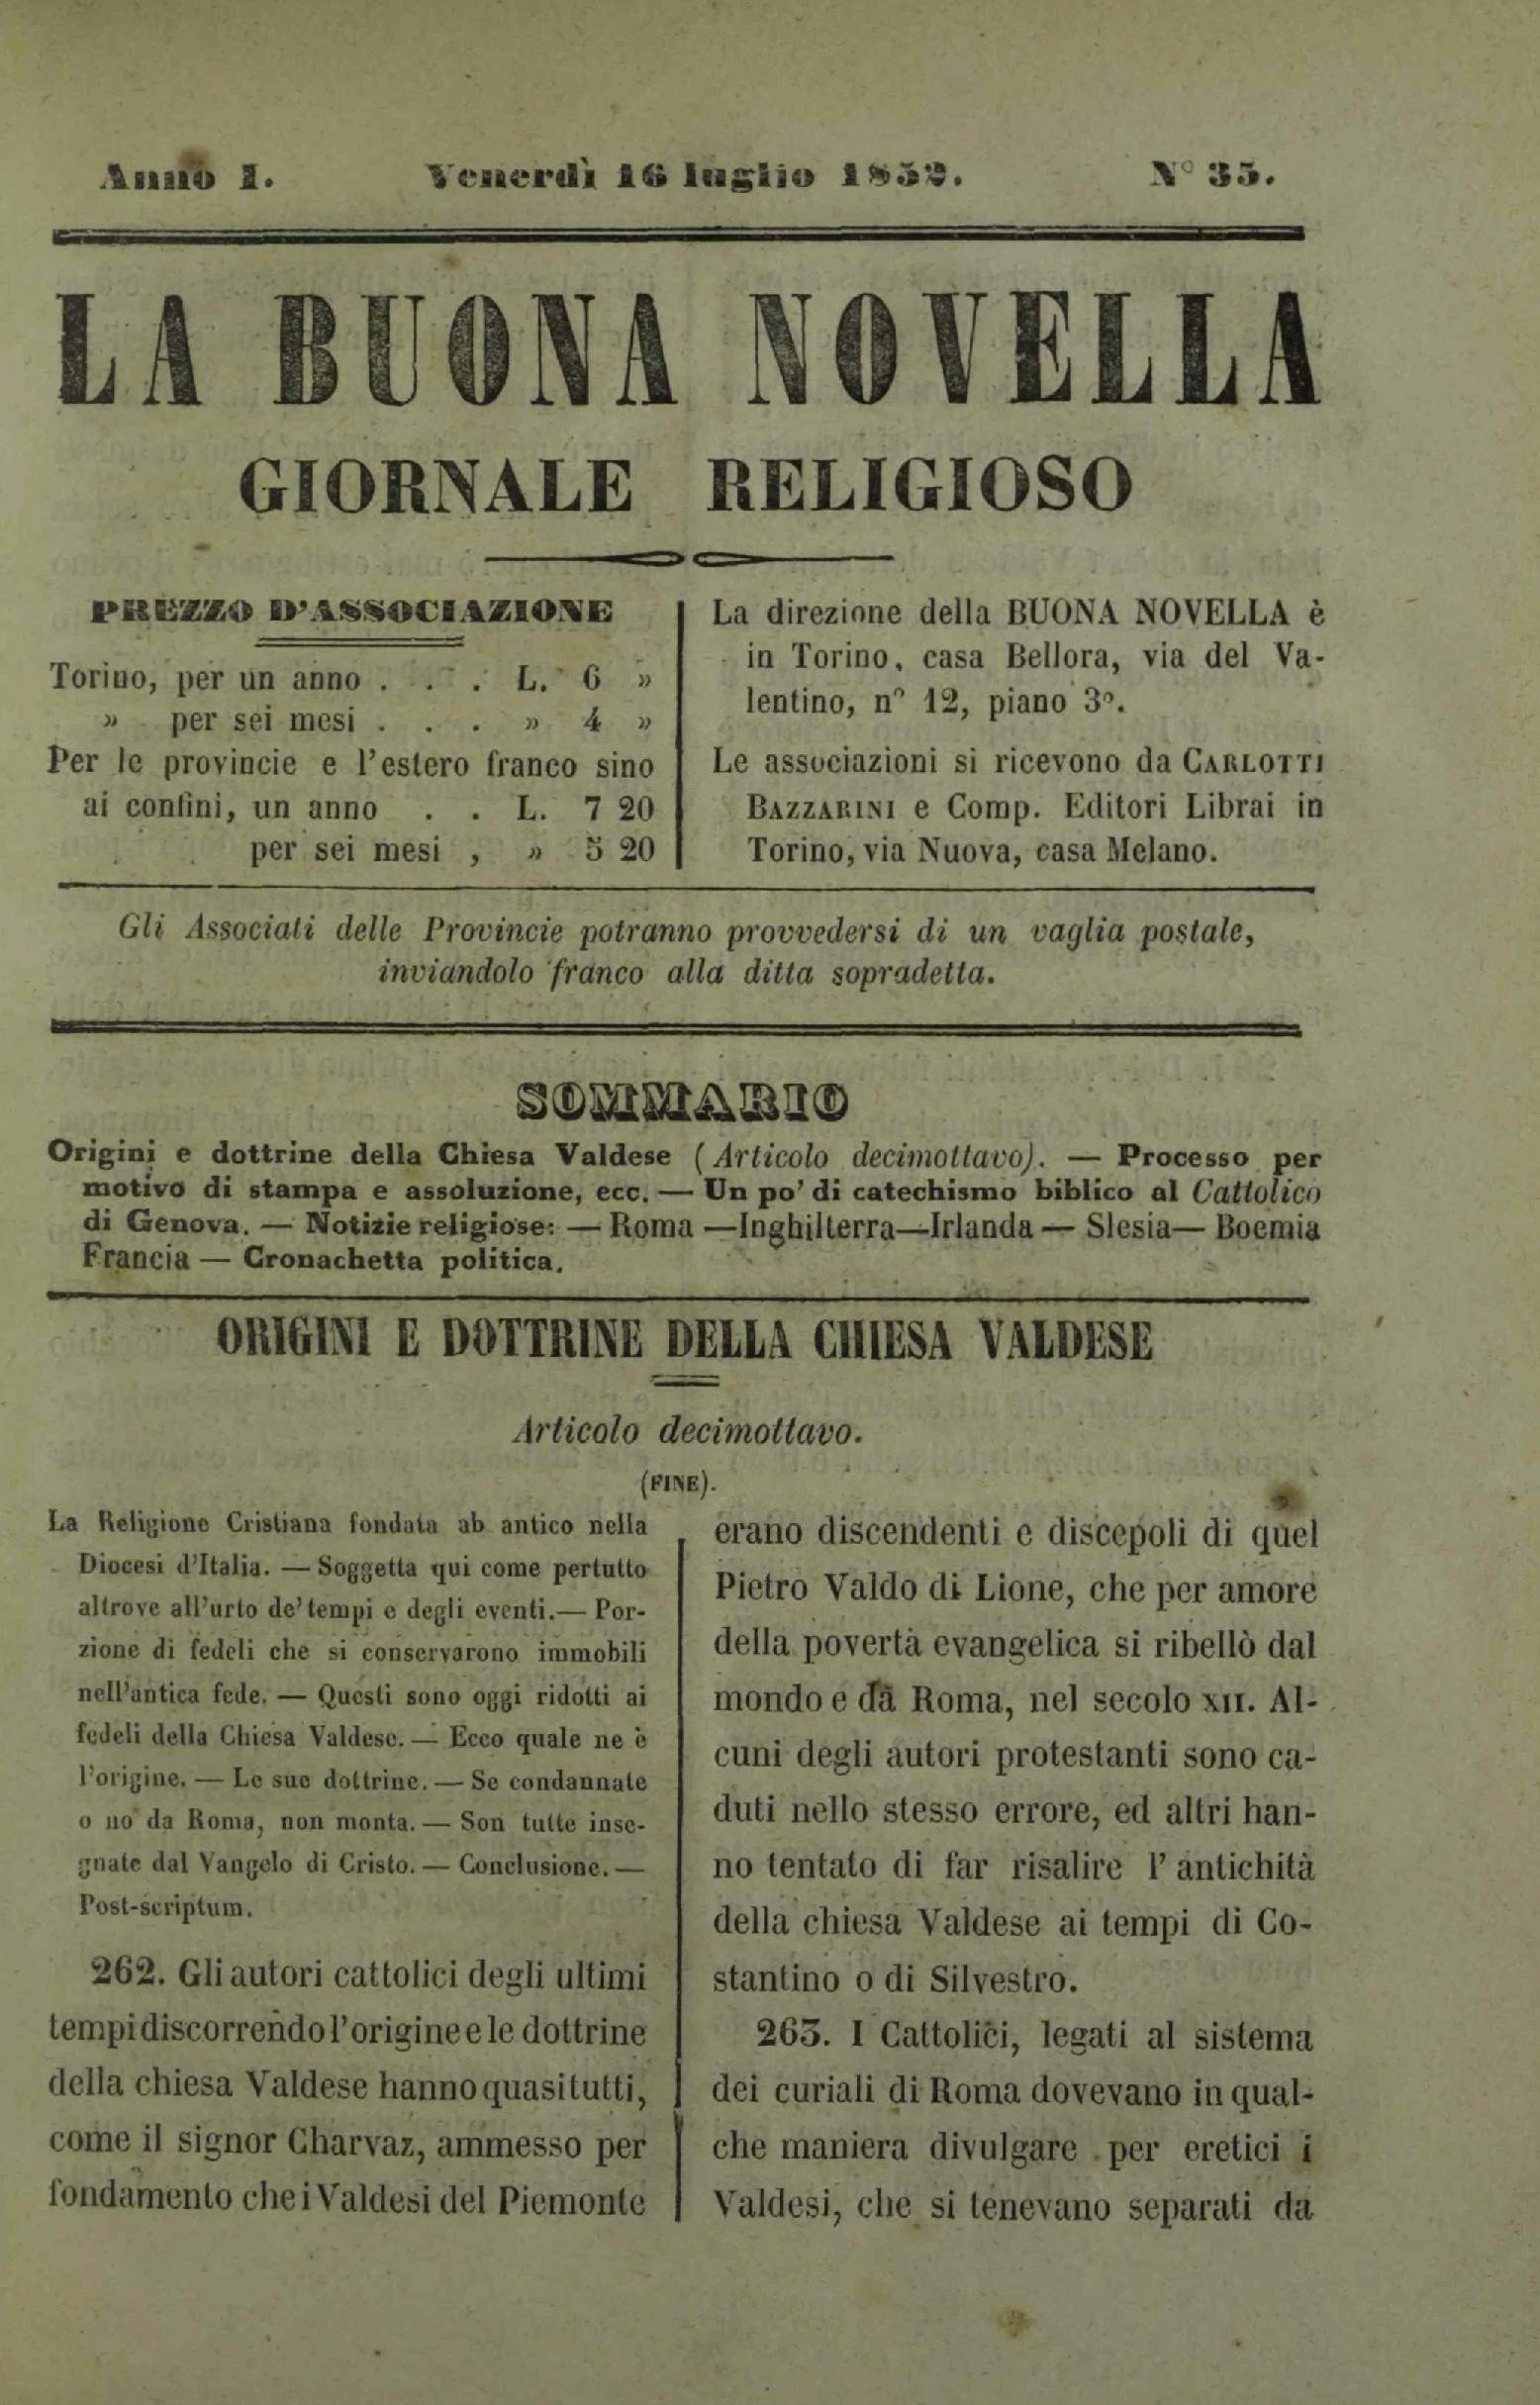 Anno I.
Venerdì 16 luglio 1852.
N° 35.
LA BUONA NOVELLA
GIORNALE RELIGIOSO
PREZZO D'ASSOCIAZIONE
Torino, per un anno . . . L. 6 »
» per sei mesi . . . » 4 »
Per le provincie e l'estero franco sino
ai confini, un anno . . L. 7 20
per sei mesi , » 5 20
La direzione della BUONA NOVELLA è
in Torino, casa Bellora, via del Va-
lentino, n° 12, piano 3°.
Le associazioni si ricevono da CARLOTTI
BAZZARINI e Comp. Editori Librai in
Torino, via Nuova, casa Melano.
Gli Associati delle Provincie potranno provvedersi di un vaglia postale,
inviandolo franco alla ditta sopradetta.
SOMMARIO
Origini e dottrine della Chiesa Valdese (Articolo decimottavo). — Processo per
motivo di stampa e assoluzione, ecc. — Un po' di catechismo biblico al Cattolico
di Genova. — Notizie religiose: — Roma — Inghilterra — Irlanda — Slesia — Boemia
Francia — Cronachetta politica.
ORIGINI E DOTTRINE DELLA CHIESA VALDESE
Articolo decimottavo.
(FINE).
La Religione Cristiana fondata ab antico nella
Diocesi d'Italia. — Soggetta qui come pertutto
altrove all'urto de' tempi e degli eventi. — Por-
zione di fedeli che si conservarono immobili
nell'antica fede. — Questi sono oggi ridotti ai
fedeli della Chiesa Valdese. — Ecco quale ne è
l'origine. — Le sue dottrine. — Se condannate
o no da Roma, non monta. — Son tutte inse-
gnate dal Vangelo di Cristo. — Conclusione. —
Post-scriptum.
262. Gli autori cattolici degli ultimi
tempi discorrendo l'origine e le dottrine
della chiesa Valdese hanno quasi tutti,
come il signor Charvaz, ammesso per
fondamento che i Valdesi del Piemonte
erano discendenti e discepoli di quel
Pietro Valdo di Lione, che per amore
della povertà evangelica si ribellò dal
mondo e da Roma, nel secolo XII. Al-
cuni degli autori protestanti sono ca-
duti nello stesso errore, ed altri han-
no tentato di far risalire l'antichità
della chiesa Valdese ai tempi di Co-
stantino o di Silvestro.
263. I Cattolici, legati al sistema
dei curiali di Roma dovevano in qual-
che maniera divulgare per eretici i
Valdesi, che si tenevano separati da